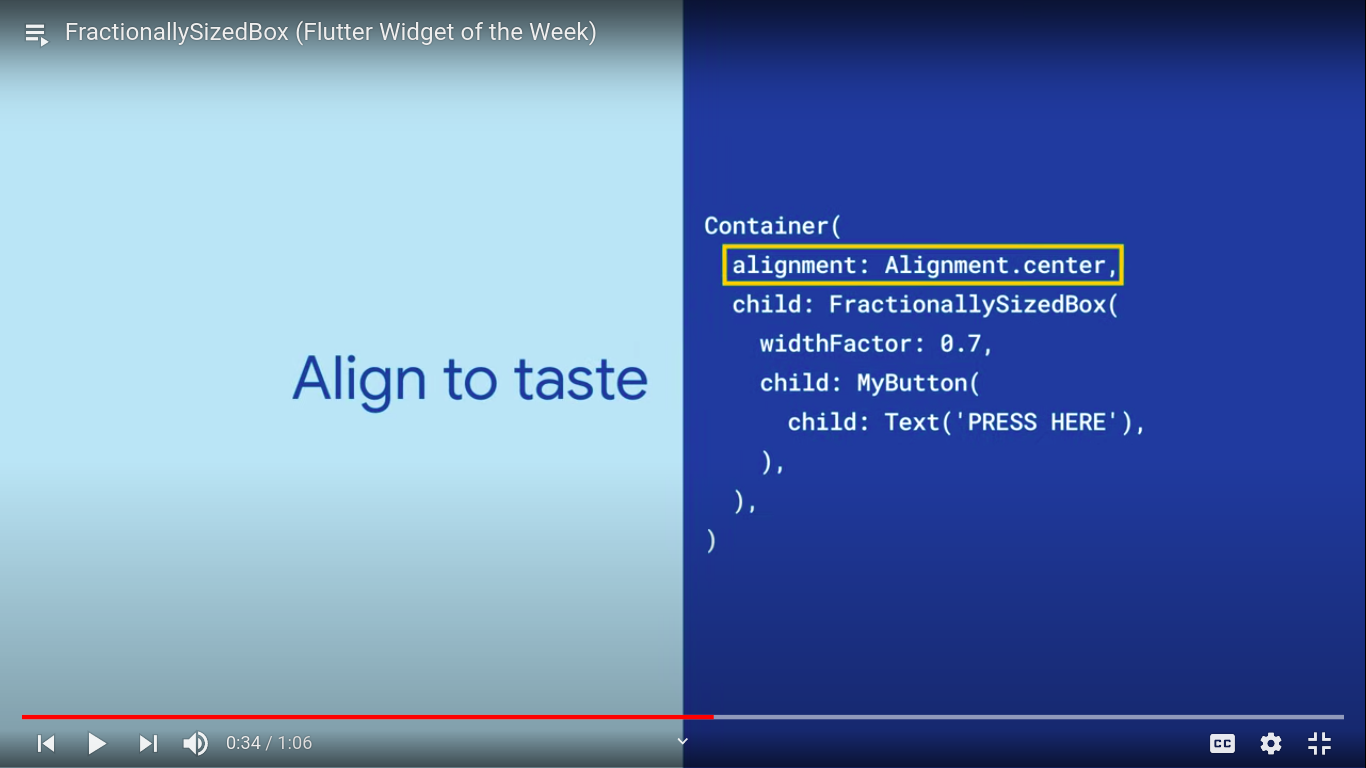 FractionallySizedBox (Flutter Widget of the Week)
Align to taste
Container(
  alignment: Alignment.center,
  child: FractionallySizedBox(
    widthFactor: 0.7,
    child: MyButton(
      child: Text('PRESS HERE'),
    ),
  ),
)
0:34 / 1:06
CC